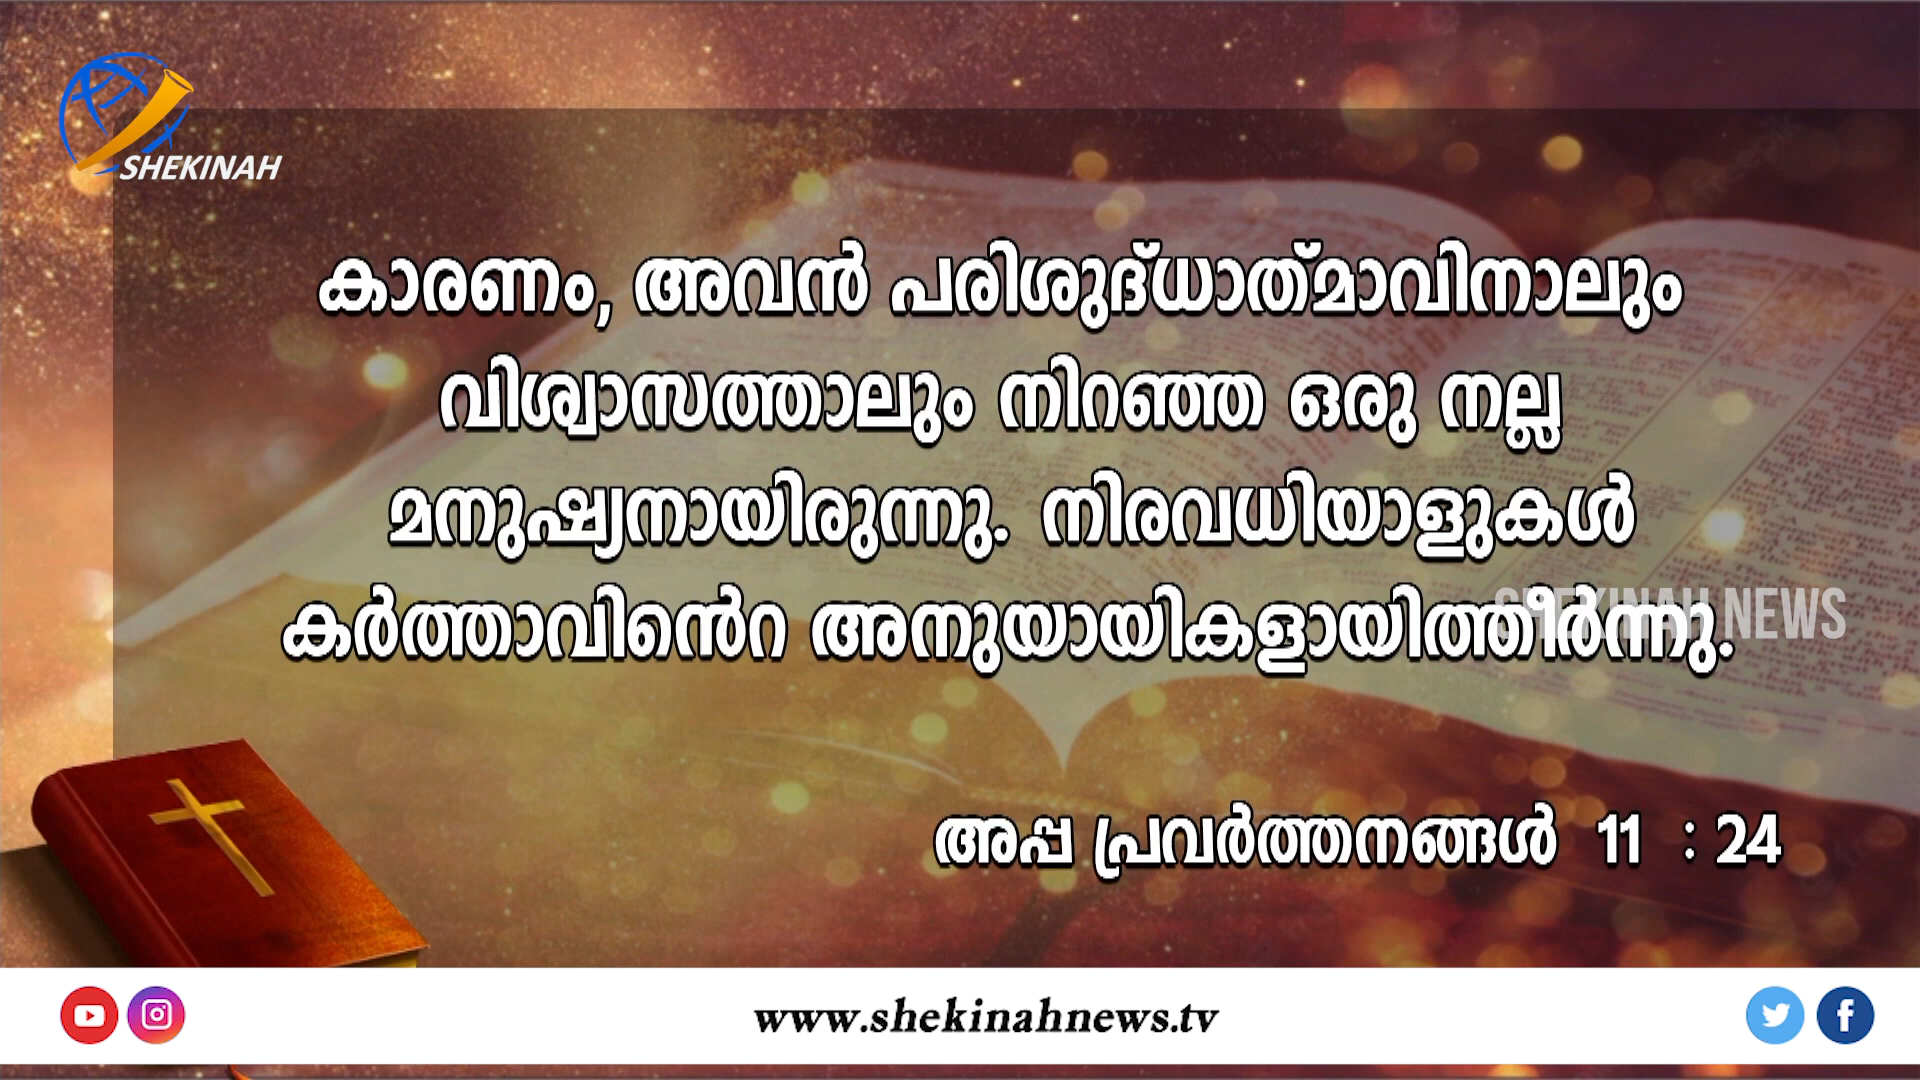 SHEKINAH
കാരണം, അവൻ പരിശുദ്ധാത്മാവിനാലും
വിശ്വാസത്താലും നിറഞ്ഞ ഒരു നല്ല
മനുഷ്യനായിരുന്നു. നിരവധിയാളുകൾ
കർത്താവിൻെറ അനുയായികളായിത്തീർന്നു.
SHEKINAH NEWS
അപ്പ പ്രവർത്തനങ്ങൾ 11 : 24
www.shekinahnews.tv